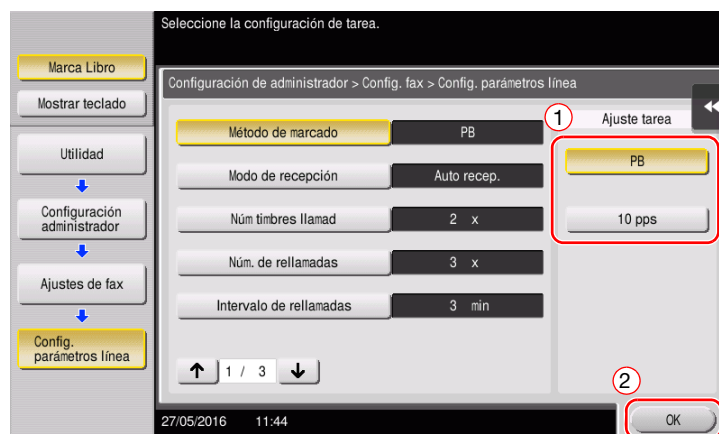 Seleccione la configuración de tarea.
Marca Libro
Mostrar teclado
Utilidad
Configuración
administrador
Ajustes de fax
Config.
parámetros línea
Configuración de administrador > Config. fax > Config. parámetros línea
Método de marcado
PB
Modo de recepción
Auto recep.
Núm timbres llamad
2 x
Núm. de rellamadas
3 x
Intervalo de rellamadas
3 min
1 / 3
1
Ajuste tarea
PB
10 pps
2
OK
27/05/2016 11:44